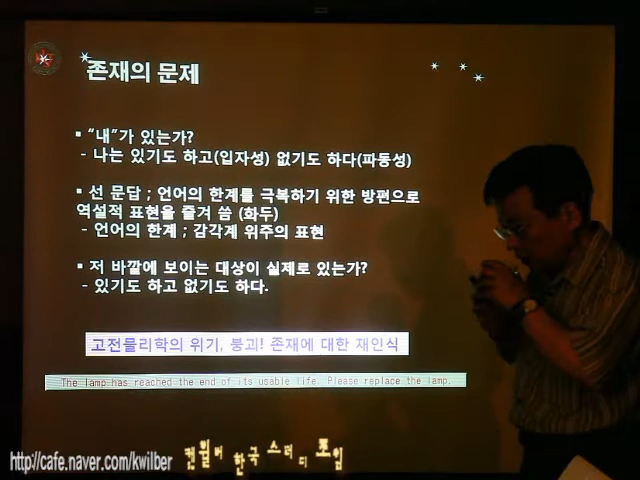 존재의 문제
▪ “내”가 있는가?
- 나는 있기도 하고(입자성) 없기도 하다(파동성)
▪ 선 문답 ; 언어의 한계를 극복하기 위한 방편으로
역설적 표현을 즐겨 씀 (화두)
- 언어의 한계 ; 감각계 위주의 표현
▪ 저 바깥에 보이는 대상이 실제로 있는가?
- 있기도 하고 없기도 하다.
고전물리학의 위기, 붕괴! 존재에 대한 재인식
The lamp has reached the end of its usable life. Please replace the lamp.
http://cafe.naver.com/kwilber 켄윌버 한국 스터디 모임